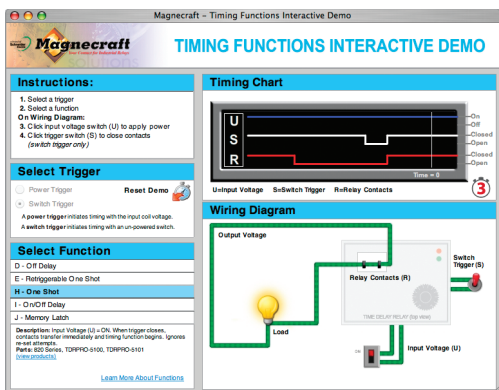 Magnecraft – Timing Functions Interactive Demo
Magnecraft
TIMING FUNCTIONS INTERACTIVE DEMO
Instructions:
1. Select a trigger
2. Select a function
On Wiring Diagram:
3. Click input voltage switch (U) to apply power
4. Click trigger switch (S) to close contacts
(switch trigger only)
Select Trigger
Power Trigger
Reset Demo
Switch Trigger
A power trigger initiates timing with the input coil voltage.
A switch trigger initiates timing with an un-powered switch.
Select Function
D - Off Delay
E - Retriggerable One Shot
H - One Shot
I - On/Off Delay
J - Memory Latch
Description: Input Voltage (U) = ON. When trigger closes,
contacts transfer immediately and timing function begins. Ignores
re-set attempts.
Parts: 820 Series, TDRPRO-5100, TDRPRO-5101
(view products)
Learn More About Functions
Timing Chart
U
S
R
On
Off
Closed
Open
Closed
Open
Time = 0
U=Input Voltage S=Switch Trigger R=Relay Contacts
3
Wiring Diagram
Output Voltage
Relay Contacts (R)
Switch
Trigger (S)
Load
TIME DELAY RELAY (top view)
ON
Input Voltage (U)